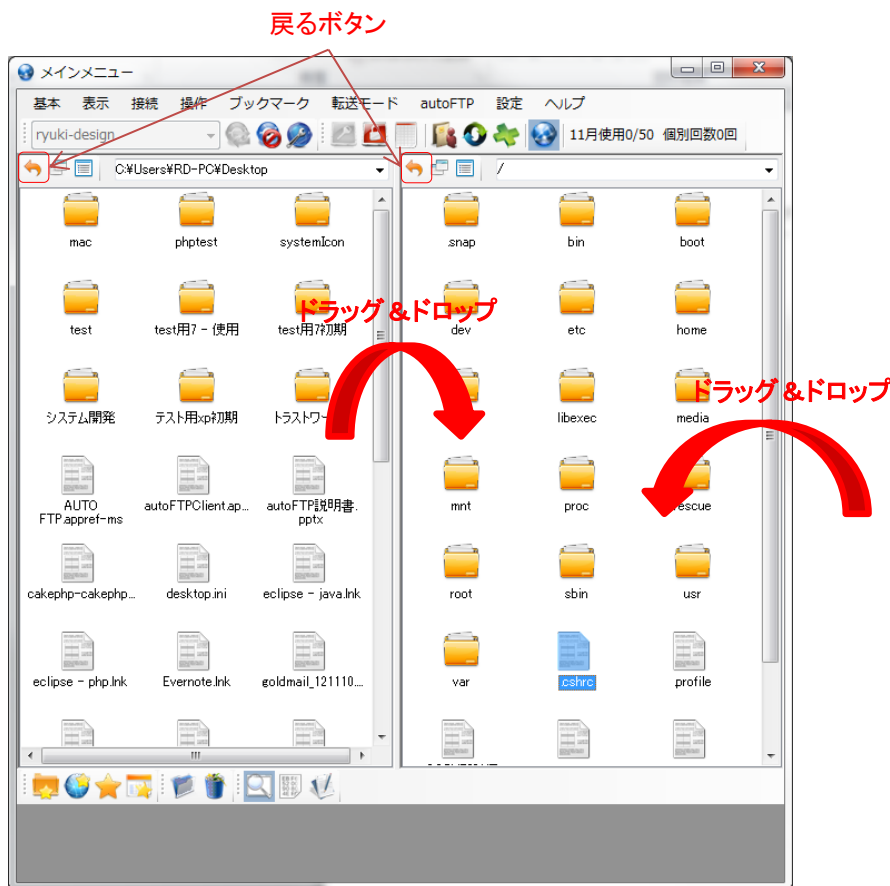 戻るボタン
メインメニュー
基本 表示 接続 操作 ブックマーク 転送モード autoFTP 設定 ヘルプ
ryuki-design 11月使用0/50 個別回数0回
C:¥Users¥RD-PC¥Desktop /
mac phptest systemIcon .snap bin boot
ドラッグ&ドロップ
test test用7 - 使用 test用7初期 dev etc home
ドラッグ&ドロップ
システム開発 テスト用xp初期 トラストワー libexec media
AUTO FTP.appref-ms autoFTPClient.ap... autoFTP説明書.pptx mnt proc rescue
cakephp-cakephp... desktop.ini eclipse - java.lnk root sbin usr
eclipse - php.lnk Evernote.lnk goldmail_121110.... var .cshrc .profile